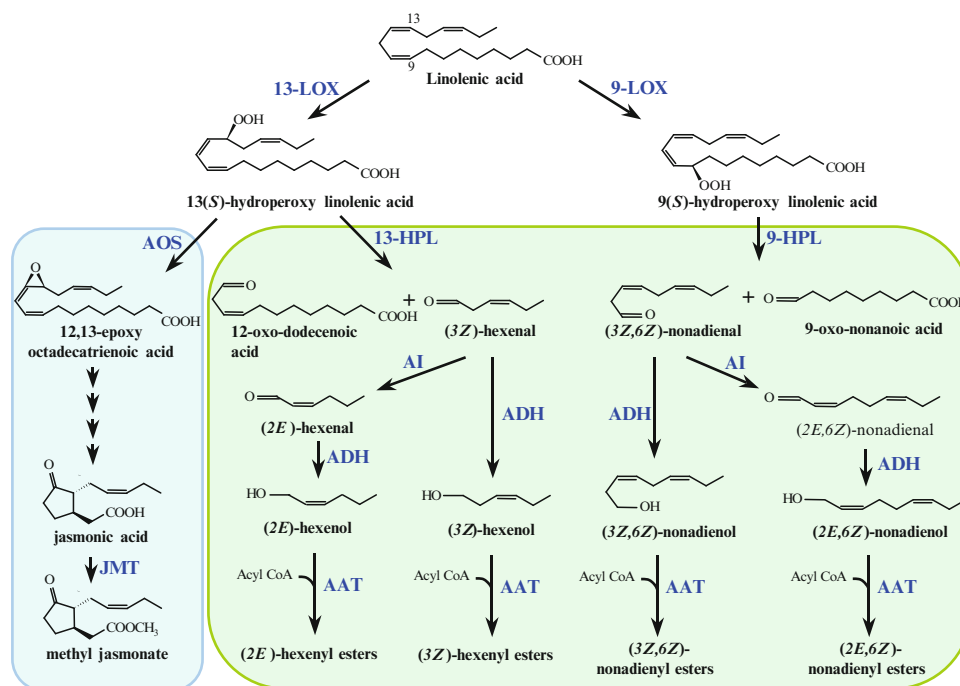 13
9
COOH
Linolenic acid
13-LOX
9-LOX
OOH
COOH
13(S)-hydroperoxy linolenic acid
COOH
OOH
9(S)-hydroperoxy linolenic acid
AOS
13-HPL
9-HPL
O
COOH
12,13-epoxy
octadecatrienoic acid
O
COOH
12-oxo-dodecenoic
acid
+
O
(3Z)-hexenal
O
(3Z,6Z)-nonadienal
+
O
COOH
9-oxo-nonanoic acid
AI
AI
O
(2E )-hexenal
ADH
ADH
ADH
O
(2E,6Z)-nonadienal
ADH
O
COOH
jasmonic acid
HO
(2E)-hexenol
HO
(3Z)-hexenol
OH
(3Z,6Z)-nonadienol
HO
(2E,6Z)-nonadienol
JMT
Acyl CoA
AAT
Acyl CoA
AAT
Acyl CoA
AAT
Acyl CoA
AAT
O
COOCH3
methyl jasmonate
(2E )-hexenyl esters
(3Z)-hexenyl esters
(3Z,6Z)-
nonadienyl esters
(2E,6Z)-
nonadienyl esters